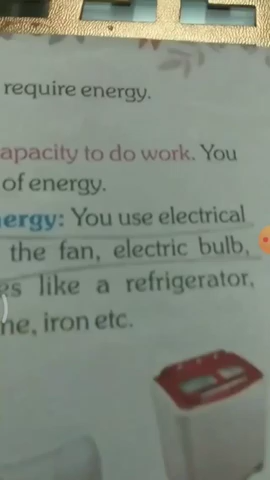 require energy.
apacity to do work. You
of energy.
ergy: You use electrical
the fan, electric bulb,
es like a refrigerator,
ne, iron etc.